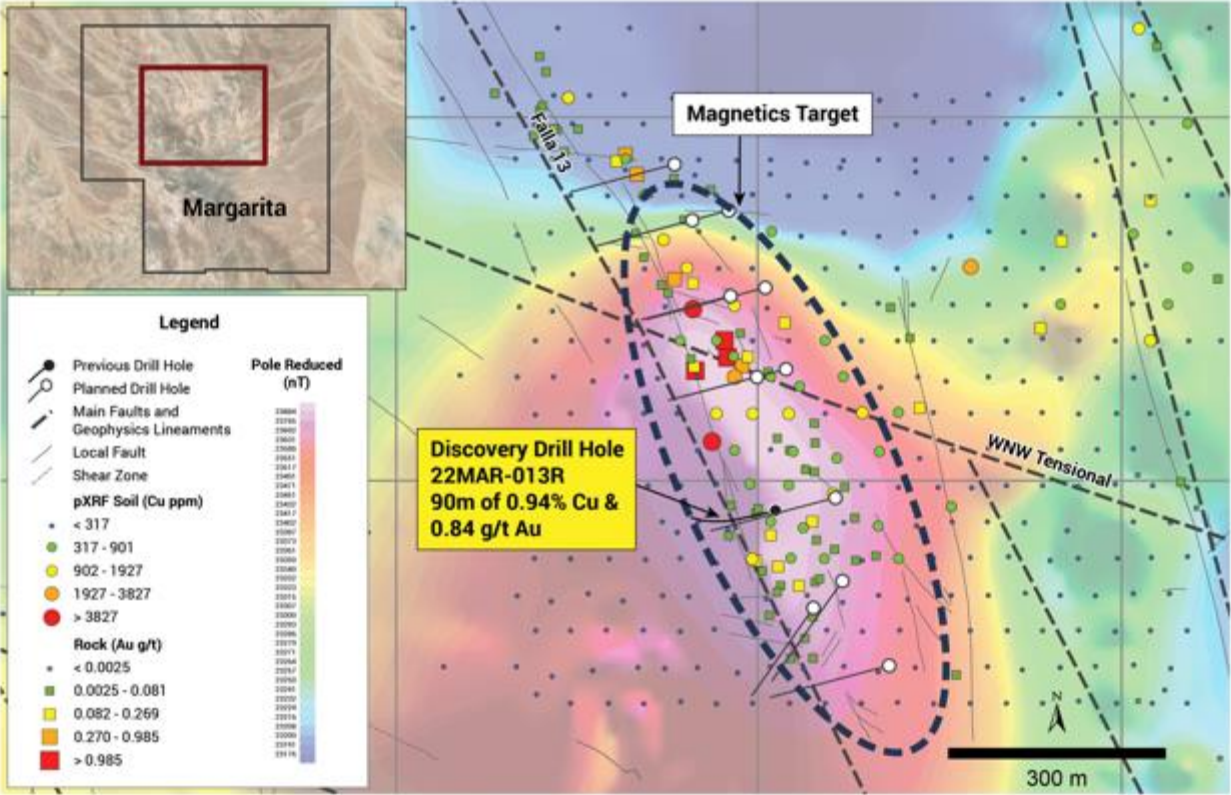 Margarita
Magnetics Target
Falla 13
WNW Tensional
Discovery Drill Hole
22MAR-013R
90m of 0.94% Cu &
0.84 g/t Au
Legend
Previous Drill Hole
Planned Drill Hole
Main Faults and
Geophysics Lineaments
Local Fault
Shear Zone
pXRF Soil (Cu ppm)
< 317
317 - 901
902 - 1927
1927 - 3827
> 3827
Rock (Au g/t)
< 0.0025
0.0025 - 0.081
0.082 - 0.269
0.270 - 0.985
> 0.985
Pole Reduced
(nT)
N
300 m